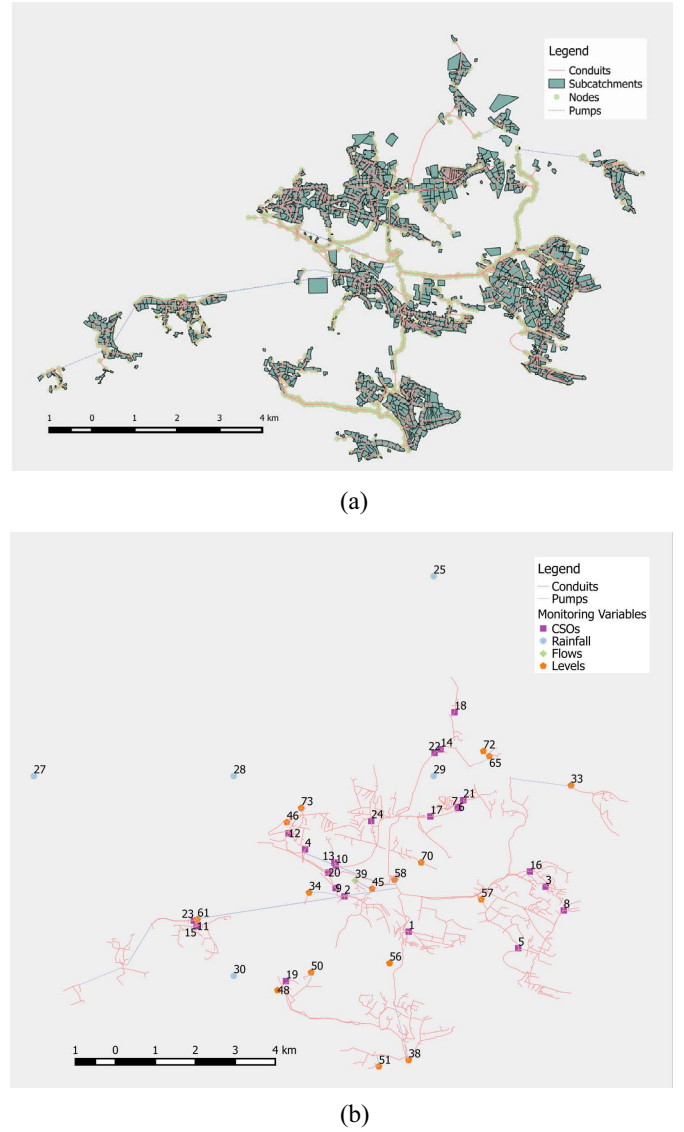 Legend
Conduits
Subcatchments
Nodes
Pumps
1 0 1 2 3 4 km
(a)
25
Legend
Conduits
Pumps
Monitoring Variables
CSOs
Rainfall
Flows
Levels
18
72
22 14
65
27 28 29 33
73 7 21
46 24 17 6
12
4
13 10 70
20 39 58 16
34 9 2 45 57 3
23 61 8
11 1
15 5
56
30 50
19
48
38
51
1 0 1 2 3 4 km
(b)